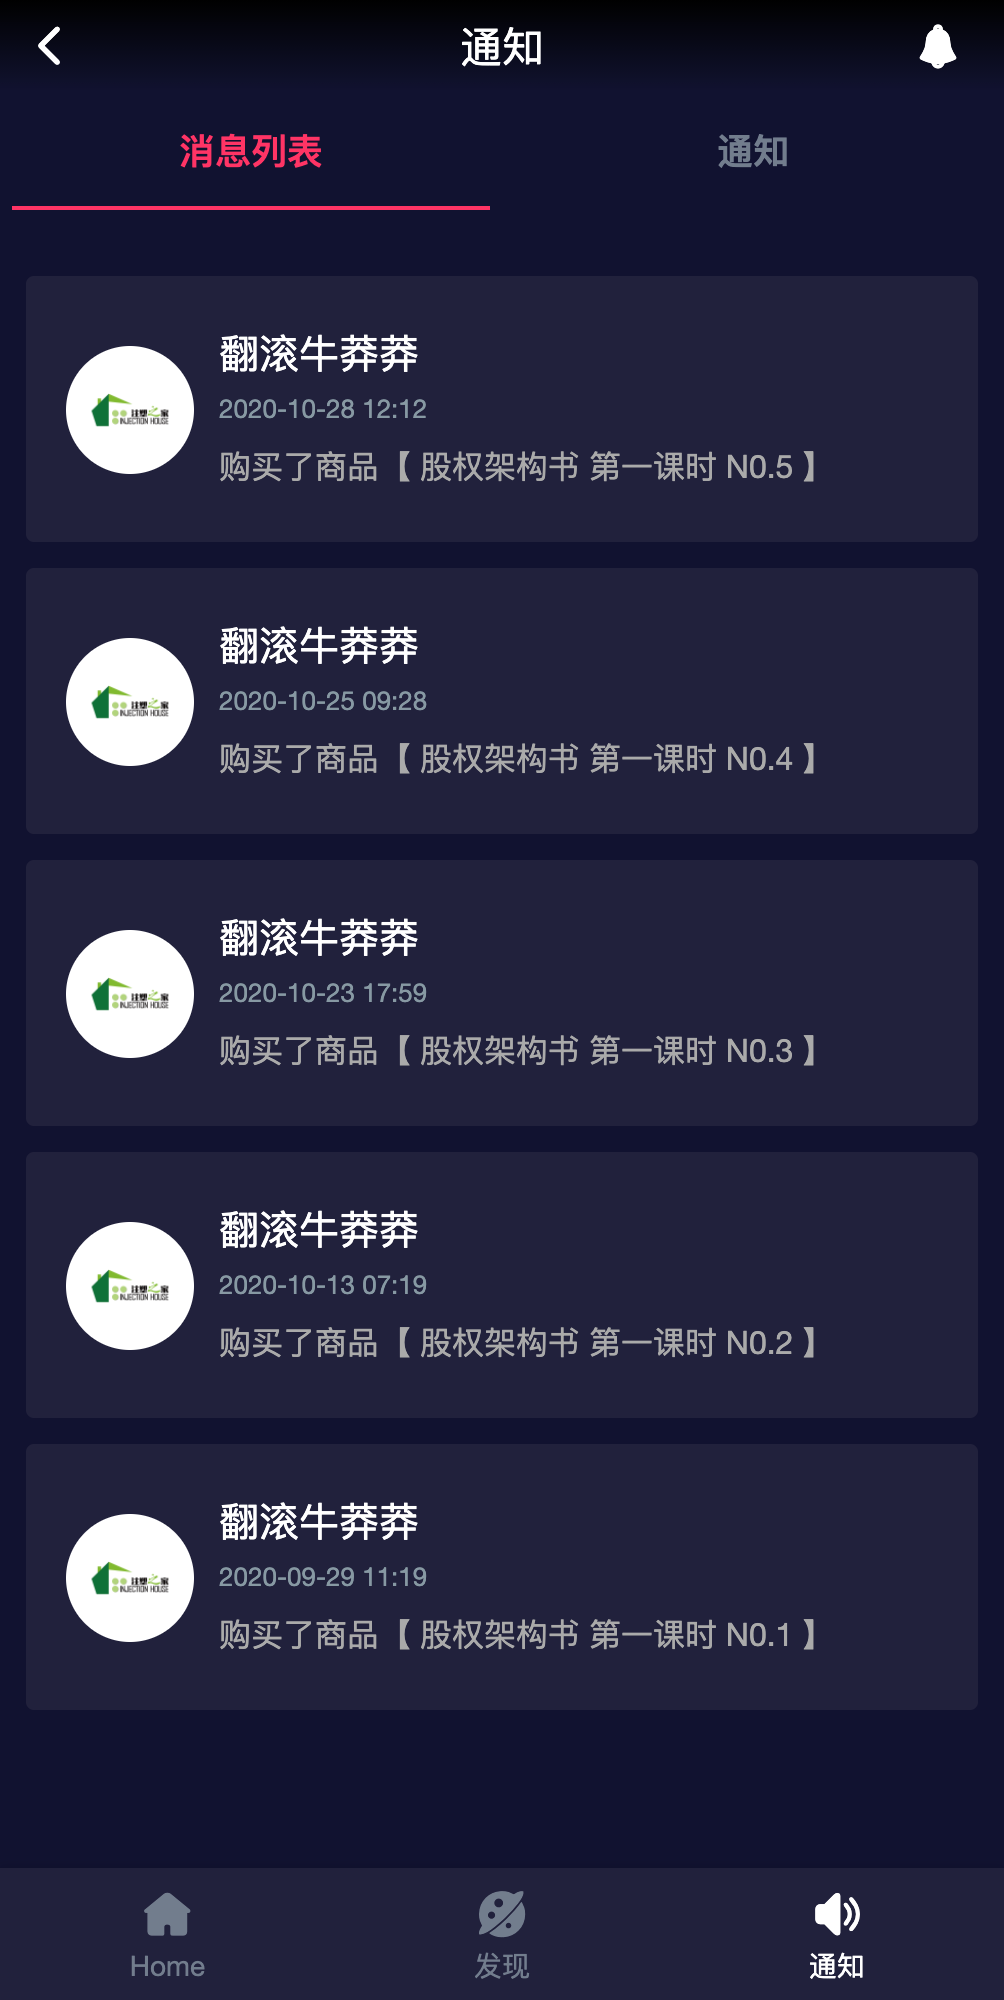 通知
消息列表
通知
翻滚牛莽莽
2020-10-28 12:12
购买了商品【 股权架构书 第一课时 N0.5 】
注塑之家
INJECTION HOUSE
翻滚牛莽莽
2020-10-25 09:28
购买了商品【 股权架构书 第一课时 N0.4 】
注塑之家
INJECTION HOUSE
翻滚牛莽莽
2020-10-23 17:59
购买了商品【 股权架构书 第一课时 N0.3 】
注塑之家
INJECTION HOUSE
翻滚牛莽莽
2020-10-13 07:19
购买了商品【 股权架构书 第一课时 N0.2 】
注塑之家
INJECTION HOUSE
翻滚牛莽莽
2020-09-29 11:19
购买了商品【 股权架构书 第一课时 N0.1 】
注塑之家
INJECTION HOUSE
Home
发现
通知